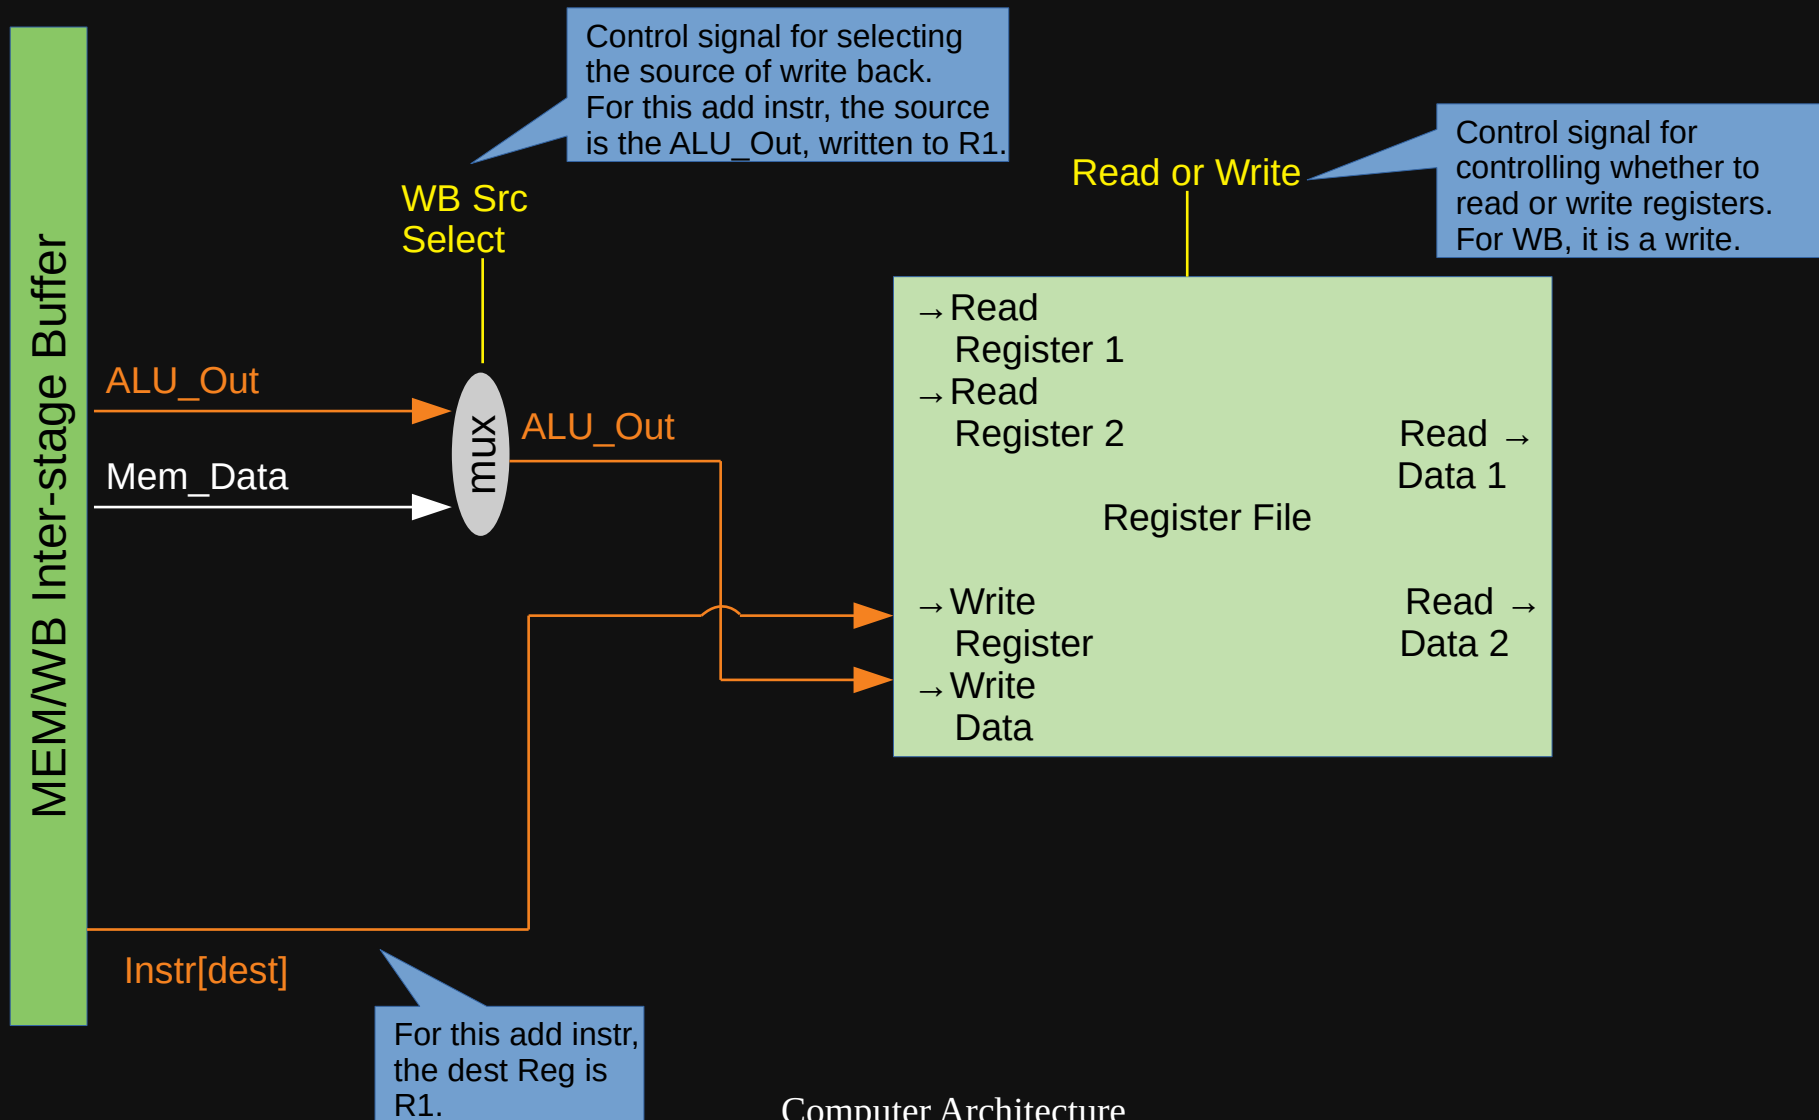 Control signal for selecting
the source of write back.
For this add instr, the source
is the ALU_Out, written to R1.
Control signal for
controlling whether to
read or write registers.
For WB, it is a write.
Read or Write
WB Src
Select
MEM/WB Inter-stage Buffer
ALU_Out
Mem_Data
mux
ALU_Out
→Read
Register 1
→Read
Register 2
Read →
Data 1
Register File
→Write
Register
→Write
Data
Read →
Data 2
Instr[dest]
For this add instr,
the dest Reg is
R1.
Computer Architecture